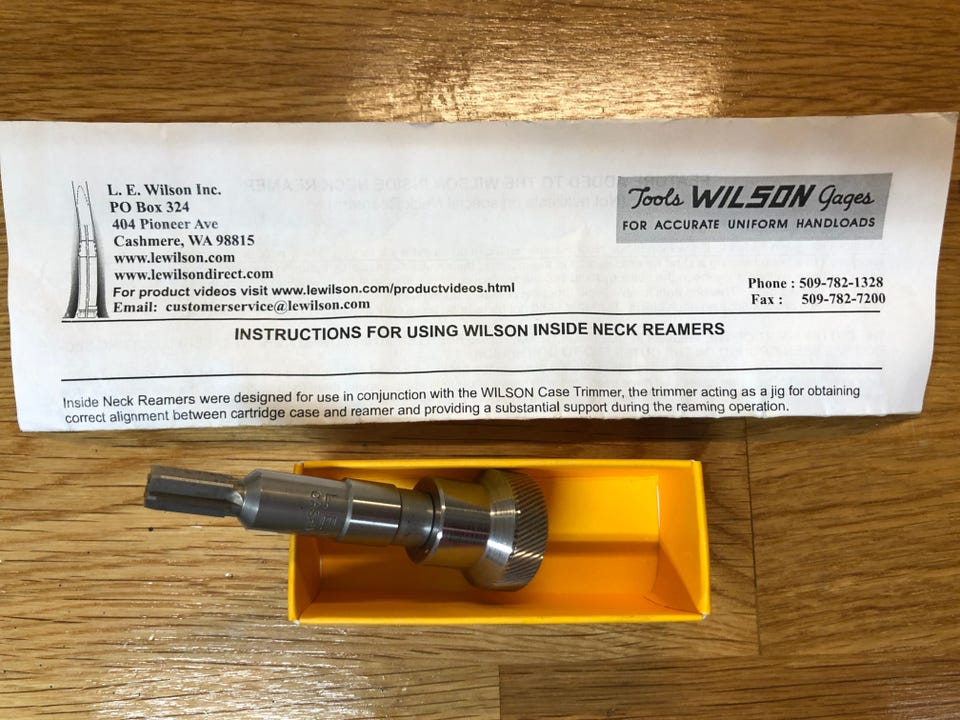 L. E. Wilson Inc.
PO Box 324
404 Pioneer Ave
Cashmere, WA 98815
www.lewilson.com
www.lewilsondirect.com
For product videos visit www.lewilson.com/productvideos.html
Email: customerservice@lewilson.com
Tools WILSON Gages
FOR ACCURATE UNIFORM HANDLOADS
Phone : 509-782-1328
Fax : 509-782-7200
INSTRUCTIONS FOR USING WILSON INSIDE NECK REAMERS
Inside Neck Reamers were designed for use in conjunction with the WILSON Case Trimmer, the trimmer acting as a jig for obtaining
correct alignment between cartridge case and reamer and providing a substantial support during the reaming operation.